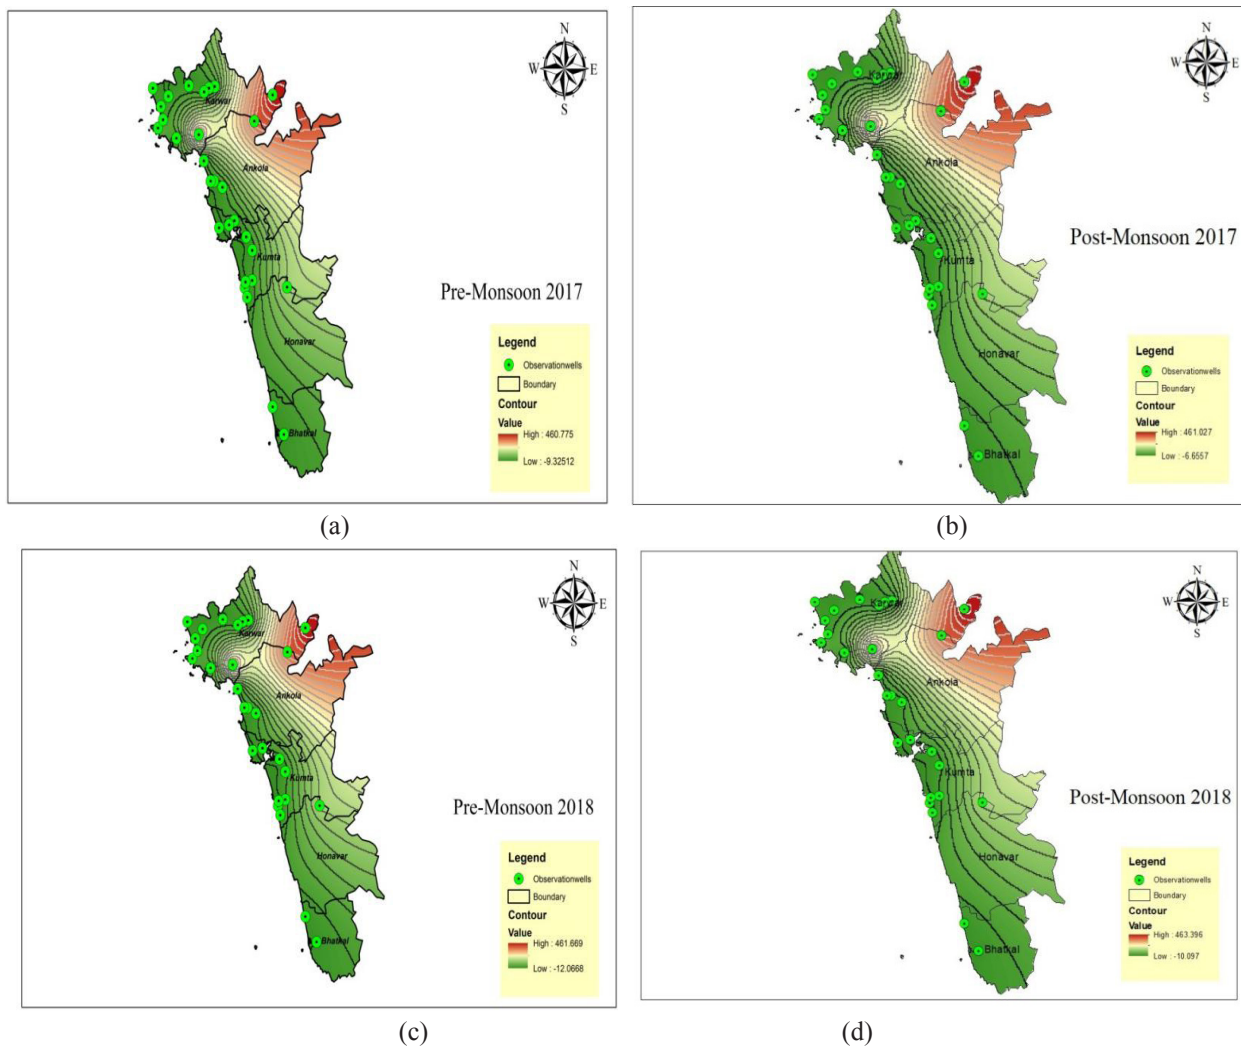 N
W E
S
Karwar
Ankola
Kumta
Pre-Monsoon 2017
Honavar
Bhatkal
Legend
Observationwells
Boundary
Contour
Value
High : 460.775
Low : -9.32512
(a)
N
W E
S
Karwar
Ankola
Post-Monsoon 2017
Kumta
Honavar
Bhatkal
Legend
Observationwells
Boundary
Contour
Value
High : 461.027
Low : -6.6557
(b)
N
W E
S
Karwar
Ankola
Kumta
Pre-Monsoon 2018
Honavar
Bhatkal
Legend
Observationwells
Boundary
Contour
Value
High : 461.669
Low : -12.0668
(c)
N
W E
S
Karwar
Ankola
Kumta
Post-Monsoon 2018
Honavar
Bhatkal
Legend
Observationwells
Boundary
Contour
Value
High : 463.396
Low : -10.097
(d)